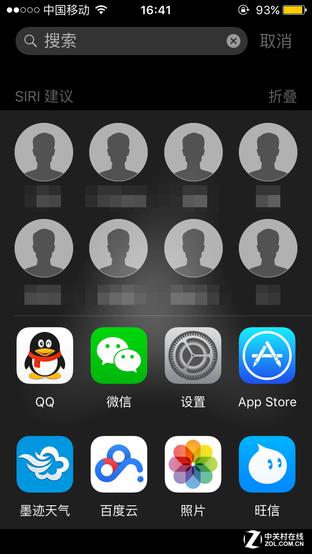 中国移动 16:41 93%
搜索 取消
SIRI 建议 折叠
QQ 微信 设置 App Store
墨迹天气 百度云 照片 旺信
中关村在线
ZOL.COM.CN